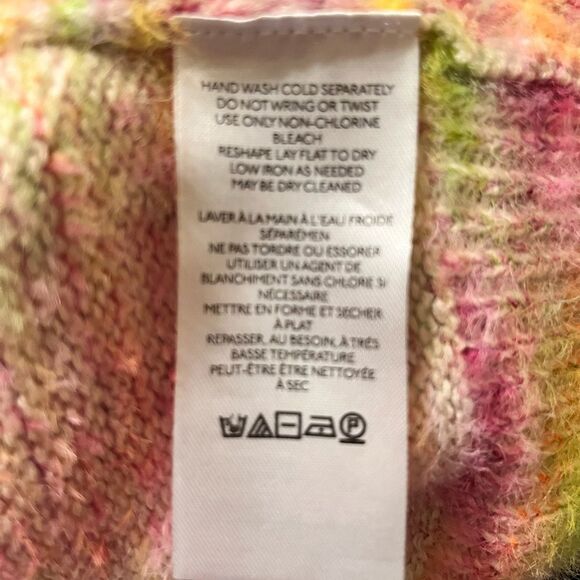 HAND WASH COLD SEPARATELY
DO NOT WRING OR TWIST
USE ONLY NON-CHLORINE
BLEACH
RESHAPE LAY FLAT TO DRY
LOW IRON AS NEEDED
MAY BE DRY CLEANED
LAVER À LA MAIN À L'EAU FROIDE
SÉPARÉMEN
NE PAS TORDRE OU ESSORER
UTILISER UN AGENT DE
BLANCHIMENT SANS CHLORE SI
NÉCESSAIRE
METTRE EN FORME ET SÉCHER
À PLAT
REPASSER, AU BESOIN, À TRÈS
BASSE TEMPÉRATURE
PEUT-ÊTRE ÊTRE NETTOYÉE
À SEC
P